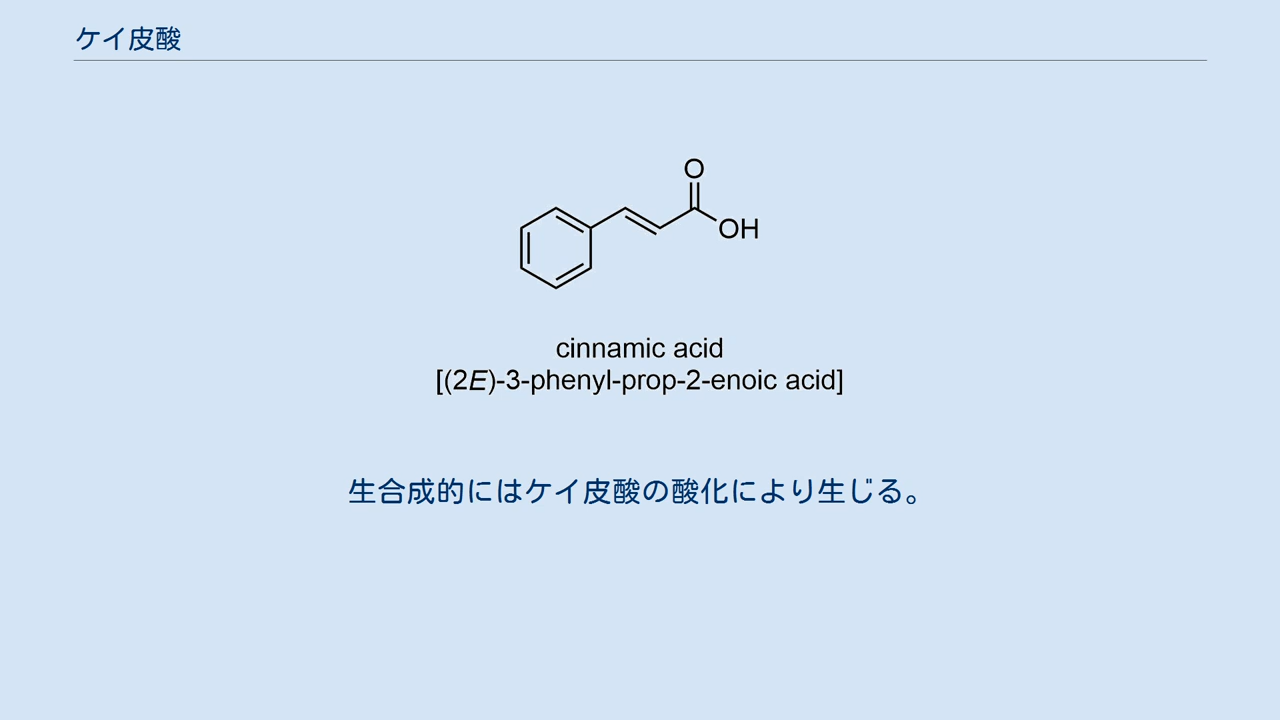 ケイ皮酸
O
OH
cinnamic acid
[(2E)-3-phenyl-prop-2-enoic acid]
生合成的にはケイ皮酸の酸化により生じる。